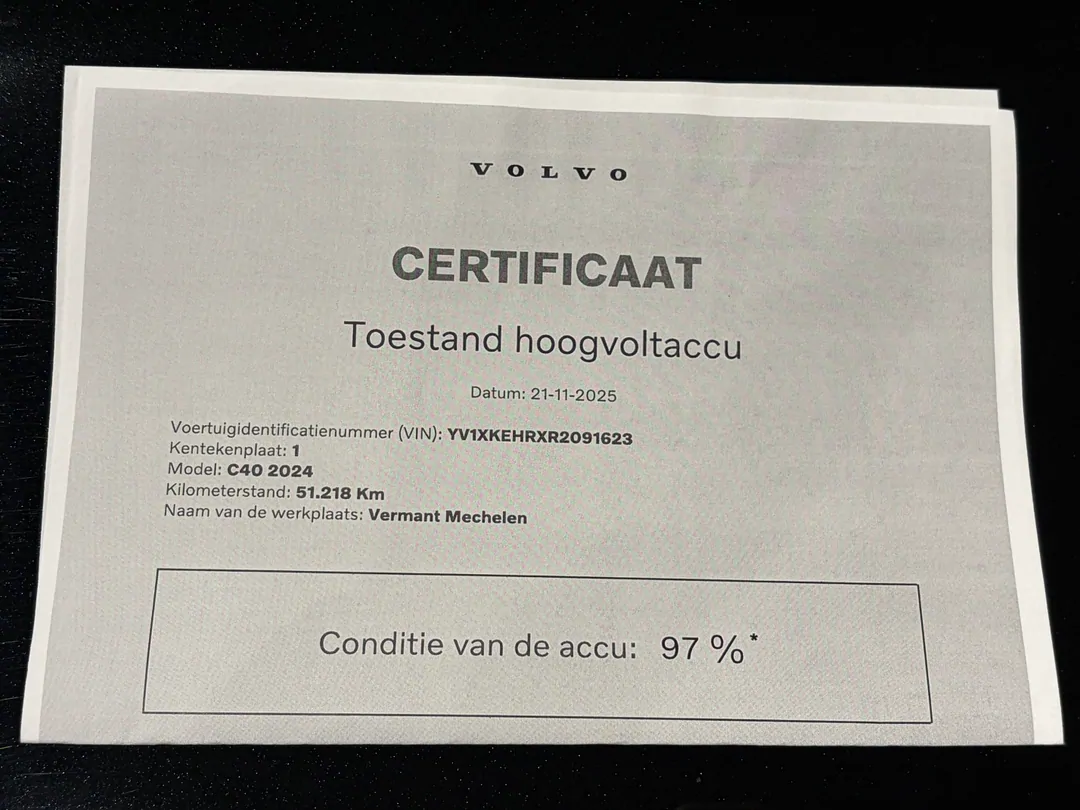 VOLVO
CERTIFICAAT
Toestand hoogvoltaccu
Datum: 21-11-2025
Voertuigidentificatienummer (VIN): YV1XKEHRXR2091623
Kentekenplaat: 1
Model: C40 2024
Kilometerstand: 51.218 Km
Naam van de werkplaats: Vermant Mechelen
Conditie van de accu: 97 %*